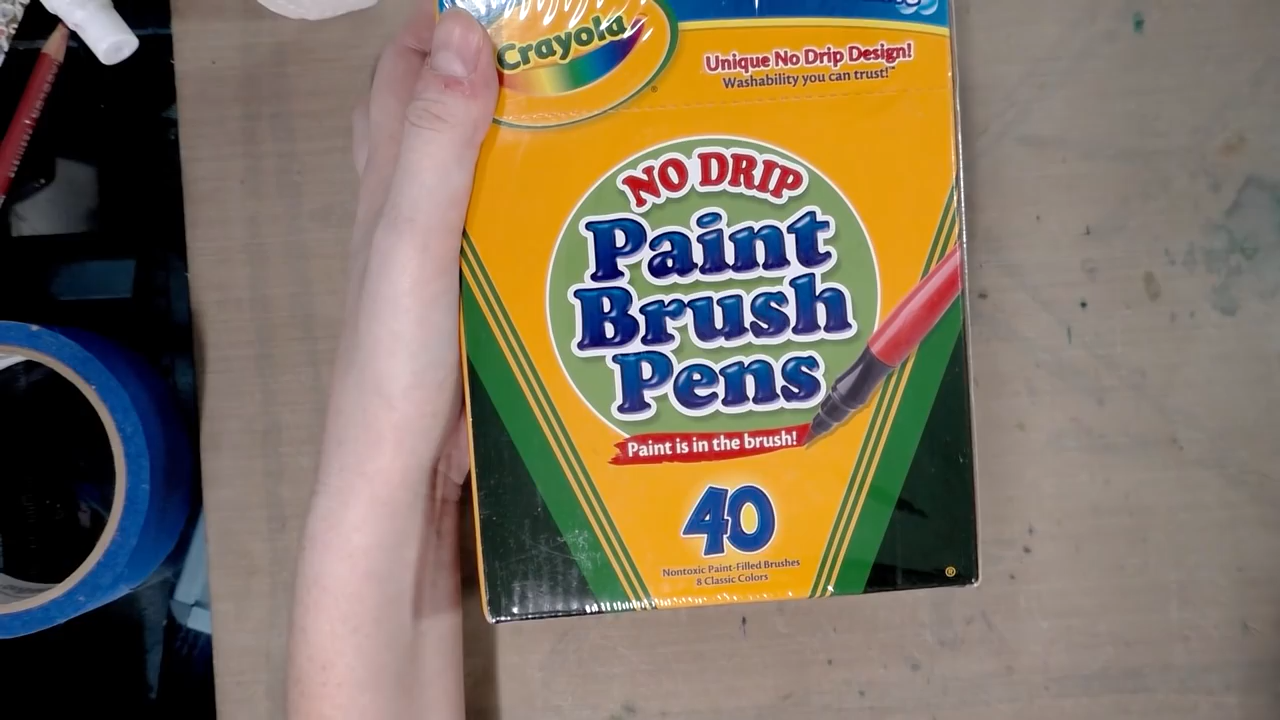 Crayola
Unique No Drip Design!
Washability you can trust!™
NO DRIP
Paint
Brush
Pens
Paint is in the brush!
40
Nontoxic Paint-Filled Brushes
8 Classic Colors